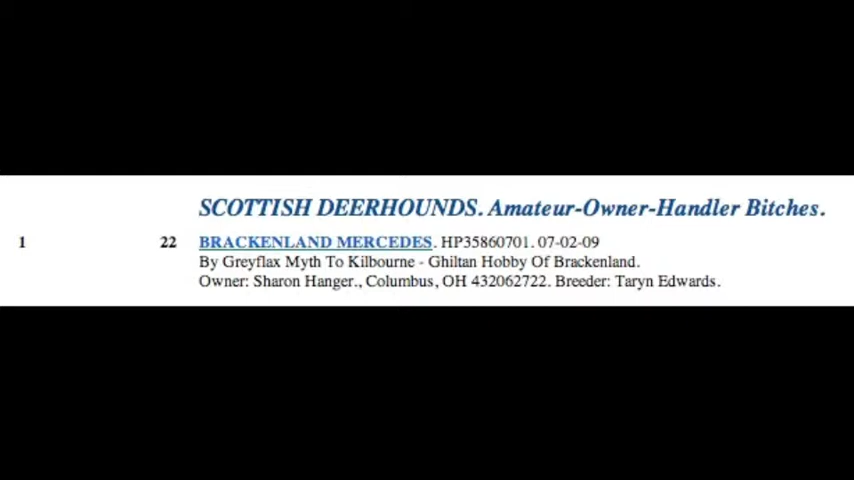 SCOTTISH DEERHOUNDS. Amateur-Owner-Handler Bitches.
1 22 BRACKENLAND MERCEDES. HP35860701. 07-02-09
By Greyflax Myth To Kilbourne - Ghiltan Hobby Of Brackenland.
Owner: Sharon Hanger., Columbus, OH 432062722. Breeder: Taryn Edwards.